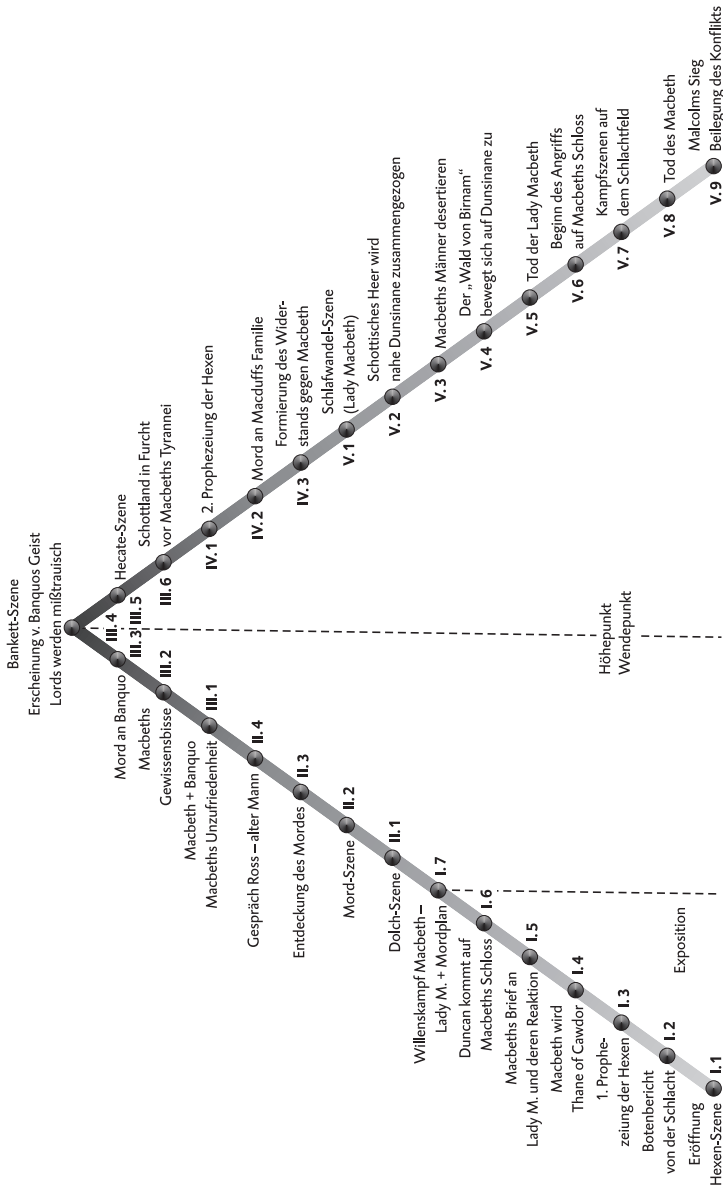 Bankett-Szene
Erscheinung v. Banquos Geist
Lords werden mißtrauisch
III.4
Mord an Banquo
III.3
Macbeths
Gewissensbisse
III.2
Macbeth + Banquo
Macbeths Unzufriedenheit
III.1
Gespräch Ross – alter Mann
II.4
Entdeckung des Mordes
II.3
Mord-Szene
II.2
Dolch-Szene
II.1
Willenskampf Macbeth –
Lady M. + Mordplan
I.7
Duncan kommt auf
Macbeths Schloss
I.6
Macbeths Brief an
Lady M. und deren Reaktion
I.5
Macbeth wird
Thane of Cawdor
I.4
1. Prophe-
zeiung der Hexen
I.3
Botenbericht
von der Schlacht
I.2
Eröffnung
Hexen-Szene
I.1
Exposition
Höhepunkt
Wendepunkt
III.5
Hecate-Szene
III.6
Schottland in Furcht
vor Macbeths Tyrannei
IV.1
2. Prophezeiung der Hexen
IV.2
Mord an Macduffs Familie
IV.3
Formierung des Wider-
stands gegen Macbeth
V.1
Schlafwandel-Szene
(Lady Macbeth)
V.2
Schottisches Heer wird
nahe Dunsinane zusammengezogen
V.3
Macbeths Männer desertieren
V.4
Der „Wald von Birnam“
bewegt sich auf Dunsinane zu
V.5
Tod der Lady Macbeth
V.6
Beginn des Angriffs
auf Macbeths Schloss
V.7
Kampfszenen auf
dem Schlachtfeld
V.8
Tod des Macbeth
V.9
Malcolms Sieg
Beilegung des Konflikts